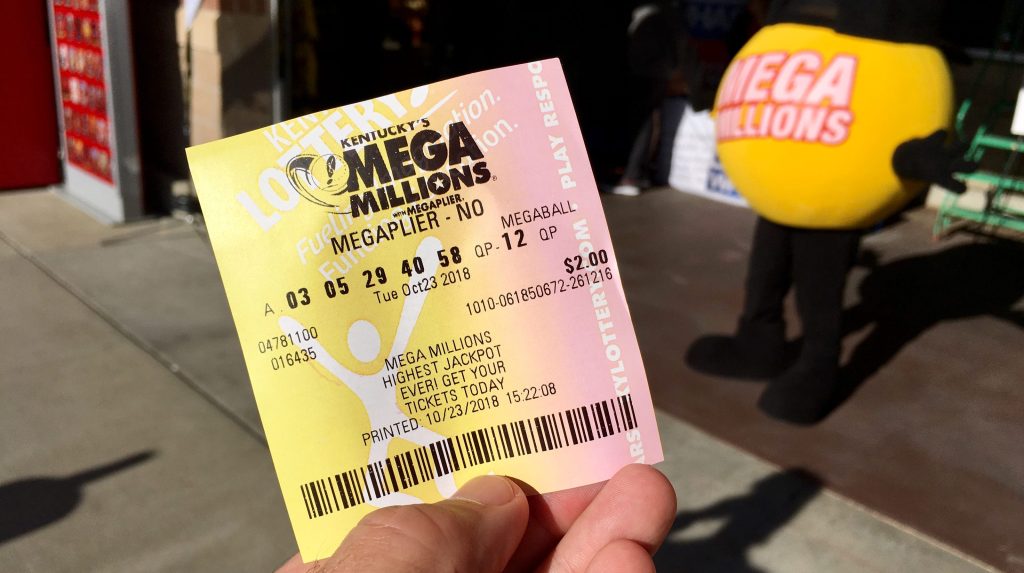 KENTUCKY'S
MEGA
MILLIONS®
WITH MEGAPLIER
MEGAPLIER - NO
MEGABALL
A. 03 05 29 40 58 QP - 12 QP
Tue Oct23 2018
$2.00
04781100
1010-061850672-261216
016435
MEGA MILLIONS
HIGHEST JACKPOT
EVER! GET YOUR
TICKETS TODAY
PRINTED: 10/23/2018 15:22:08
LOTTERY
KYLOTTERY.COM · PLAY RESPO
MEGA
MILLIONS